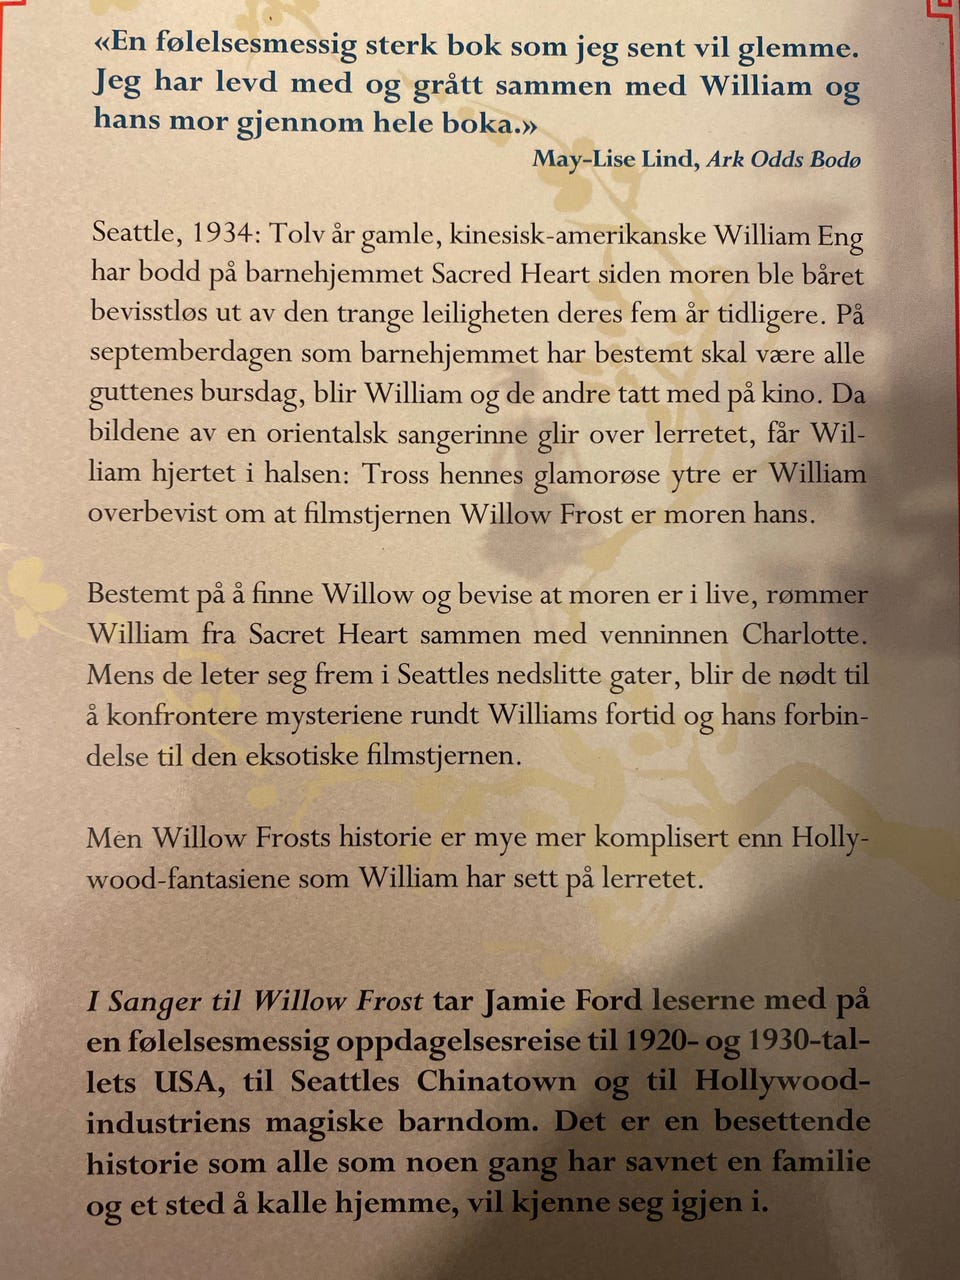 «En følelsesmessig sterk bok som jeg sent vil glemme.
Jeg har levd med og grått sammen med William og
hans mor gjennom hele boka.»
May-Lise Lind, Ark Odds Bodø
Seattle, 1934: Tolv år gamle, kinesisk-amerikanske William Eng
har bodd på barnehjemmet Sacred Heart siden moren ble båret
bevisstløs ut av den trange leiligheten deres fem år tidligere. På
septemberdagen som barnehjemmet har bestemt skal være alle
guttenes bursdag, blir William og de andre tatt med på kino. Da
bildene av en orientalsk sangerinne glir over lerretet, får Wil-
liam hjertet i halsen: Tross hennes glamorøse ytre er William
overbevist om at filmstjernen Willow Frost er moren hans.
Bestemt på å finne Willow og bevise at moren er i live, rømmer
William fra Sacret Heart sammen med venninnen Charlotte.
Mens de leter seg frem i Seattles nedslitte gater, blir de nødt til
å konfrontere mysteriene rundt Williams fortid og hans forbin-
delse til den eksotiske filmstjernen.
Men Willow Frosts historie er mye mer komplisert enn Holly-
wood-fantasiene som William har sett på lerretet.
I Sanger til Willow Frost tar Jamie Ford leserne med på
en følelsesmessig oppdagelsesreise til 1920- og 1930-tal-
lets USA, til Seattles Chinatown og til Hollywood-
industriens magiske barndom. Det er en besettende
historie som alle som noen gang har savnet en familie
og et sted å kalle hjemme, vil kjenne seg igjen i.